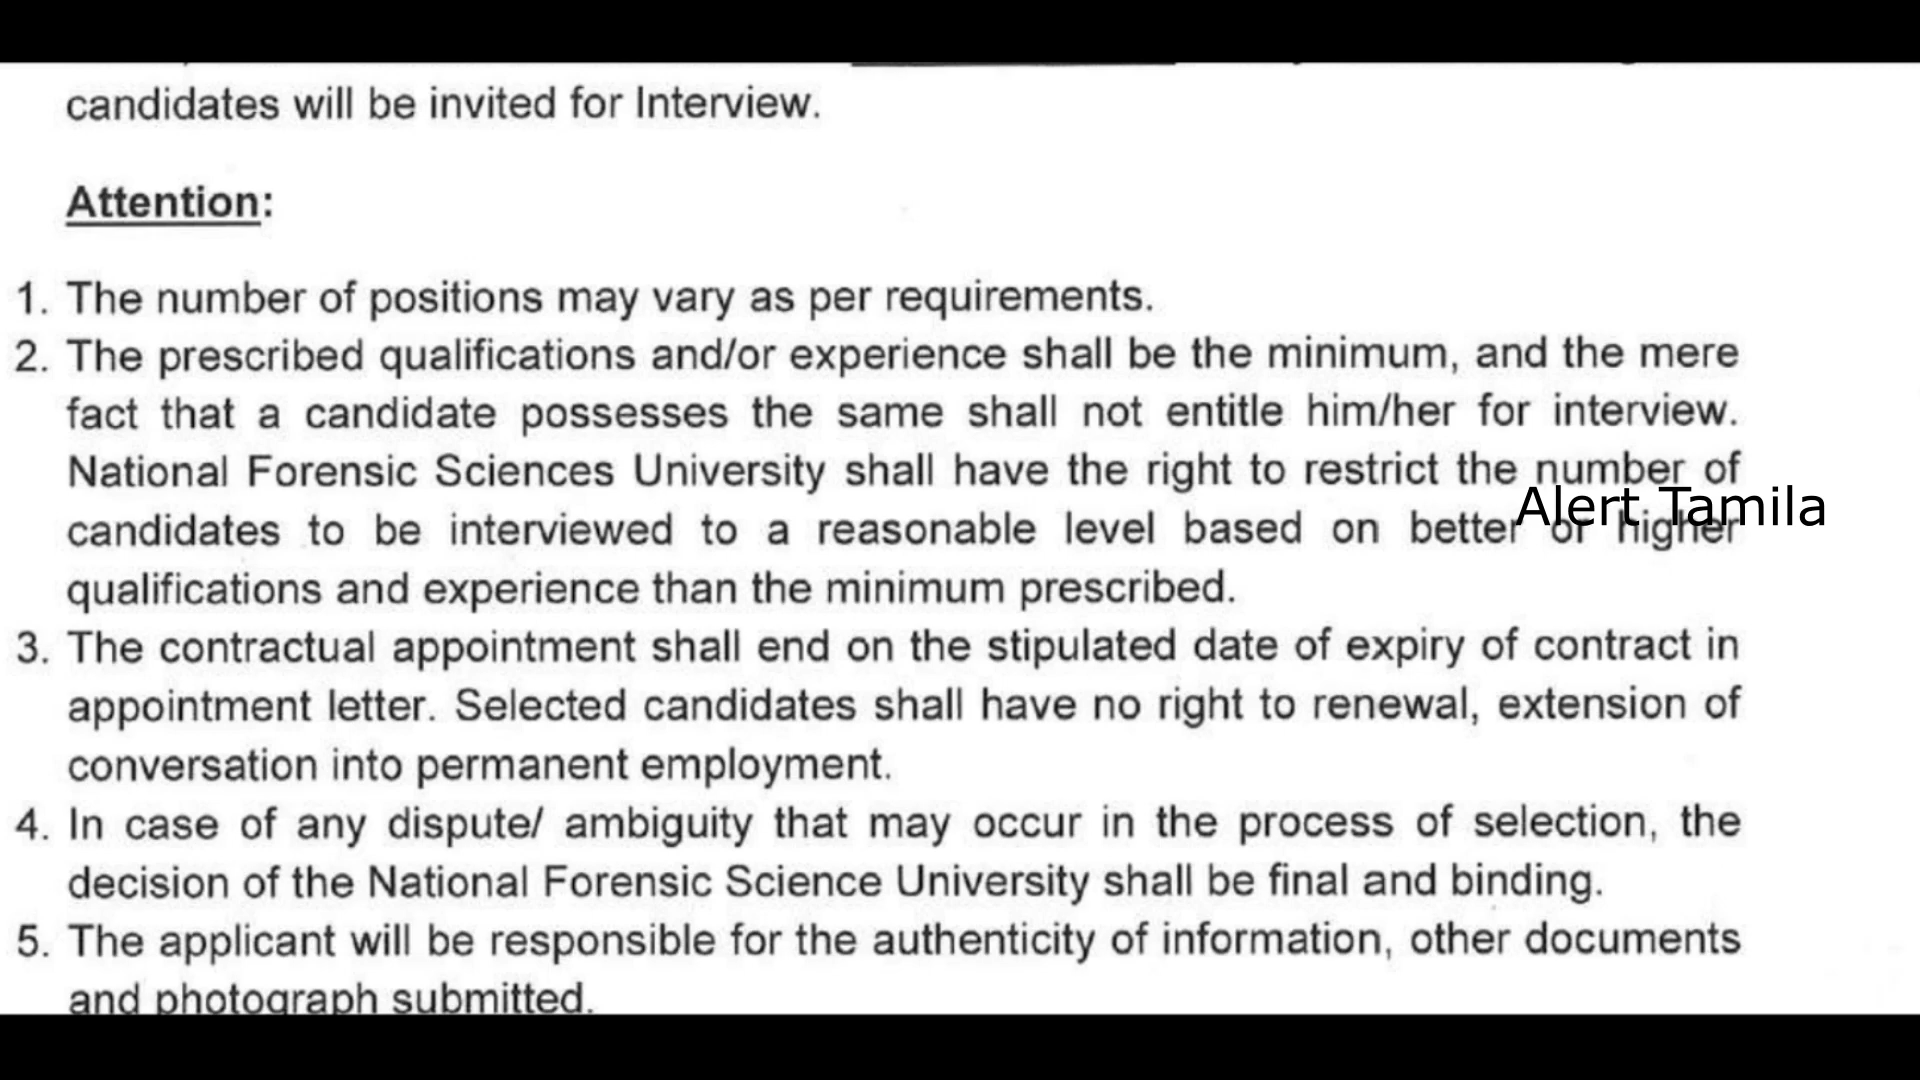 candidates will be invited for Interview.
Attention:
1. The number of positions may vary as per requirements.
2. The prescribed qualifications and/or experience shall be the minimum, and the mere
fact that a candidate possesses the same shall not entitle him/her for interview.
National Forensic Sciences University shall have the right to restrict the number of
candidates to be interviewed to a reasonable level based on better or higher
Alert Tamila
qualifications and experience than the minimum prescribed.
3. The contractual appointment shall end on the stipulated date of expiry of contract in
appointment letter. Selected candidates shall have no right to renewal, extension of
conversation into permanent employment.
4. In case of any dispute/ ambiguity that may occur in the process of selection, the
decision of the National Forensic Science University shall be final and binding.
5. The applicant will be responsible for the authenticity of information, other documents
and photograph submitted.